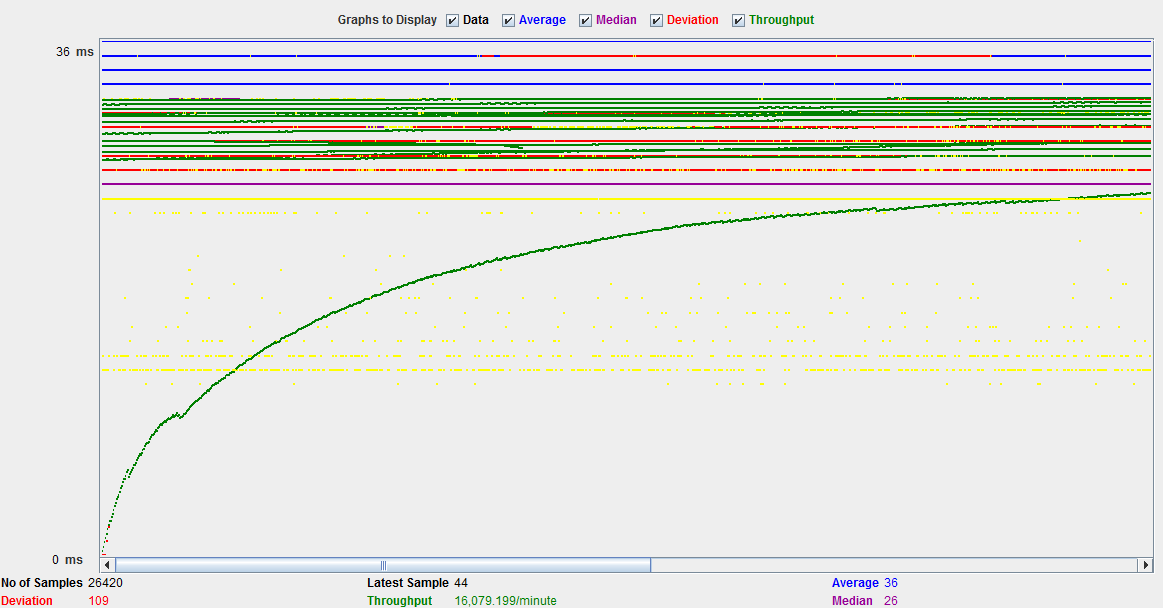 Graphs to Display Data Average Median Deviation Throughput
36 ms
0 ms
No of Samples 26420 Latest Sample 44 Average 36
Deviation 109 Throughput 16,079.199/minute Median 26